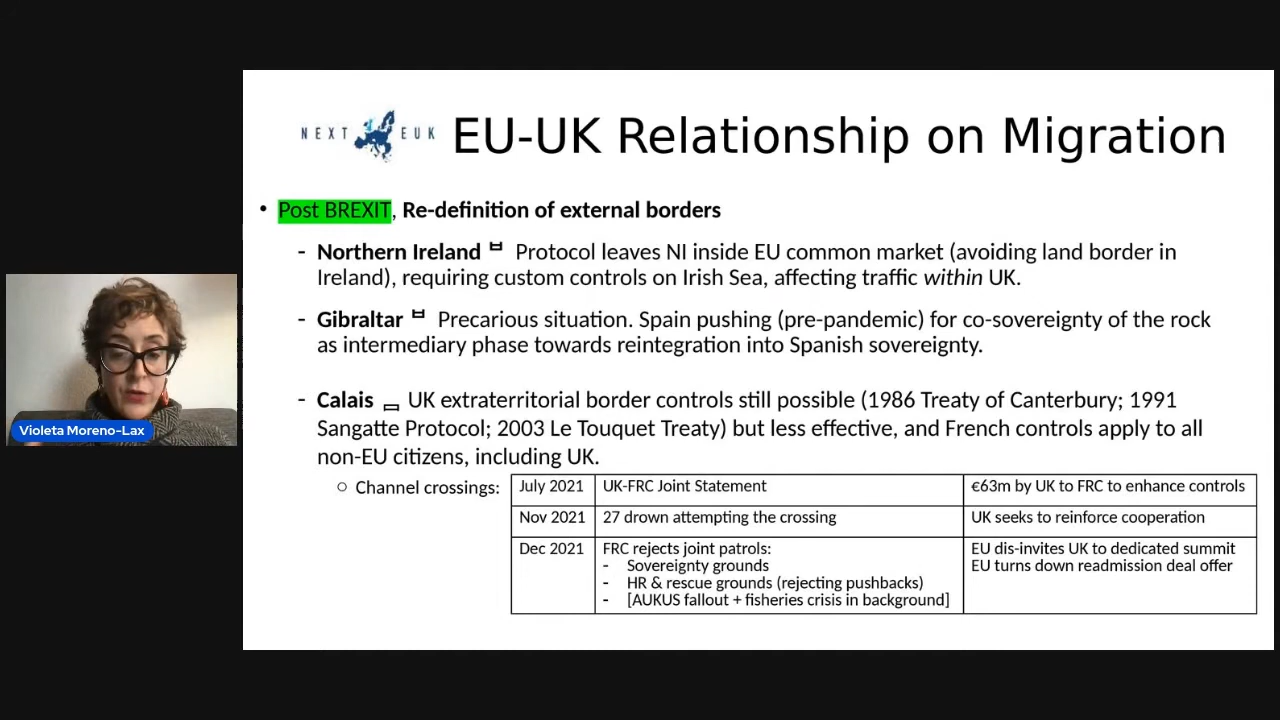 NEXT EUK
EU-UK Relationship on Migration
• Post BREXIT, Re-definition of external borders
- Northern Ireland Protocol leaves NI inside EU common market (avoiding land border in
Ireland), requiring custom controls on Irish Sea, affecting traffic within UK.
- Gibraltar Precarious situation. Spain pushing (pre-pandemic) for co-sovereignty of the rock
as intermediary phase towards reintegration into Spanish sovereignty.
- Calais UK extraterritorial border controls still possible (1986 Treaty of Canterbury; 1991
Sangatte Protocol; 2003 Le Touquet Treaty) but less effective, and French controls apply to all
non-EU citizens, including UK.
○ Channel crossings:
July 2021 UK-FRC Joint Statement €63m by UK to FRC to enhance controls
Nov 2021 27 drown attempting the crossing UK seeks to reinforce cooperation
Dec 2021 FRC rejects joint patrols: EU dis-invites UK to dedicated summit
- Sovereignty grounds EU turns down readmission deal offer
- HR & rescue grounds (rejecting pushbacks)
- [AUKUS fallout + fisheries crisis in background]
Violeta Moreno-Lax